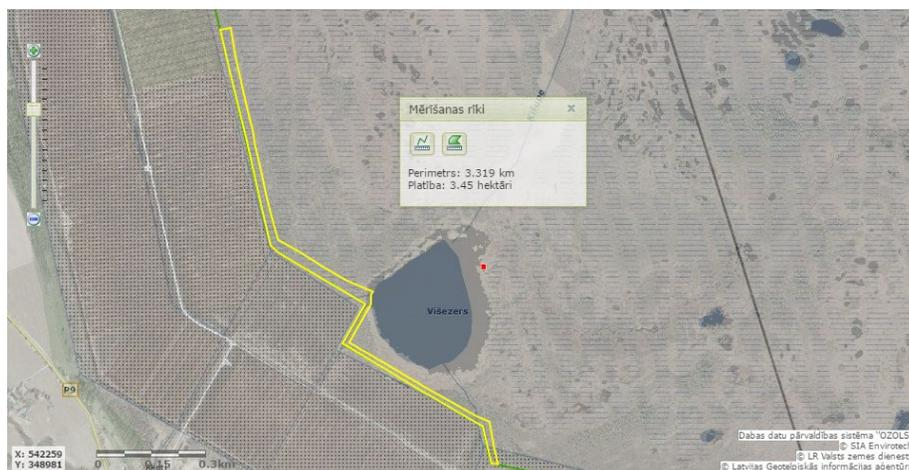 Mērīšanas rīki
x
Perimetrs: 3.319 km
Platība: 3.45 hektāri
Višezers
P9
X: 542259
Y: 348981
0 0.15 0.3km
Dabas datu pārvaldības sistēma "OZOLS
© SIA Envirotech
© LR Valsts zemes dienest
© Latvijas Ģeotelpiskās informācijas aģentūr